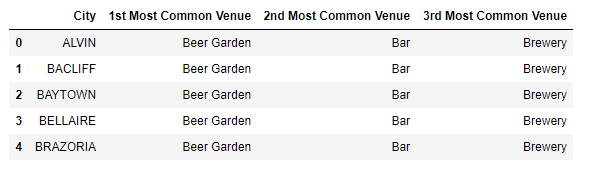 City 1st Most Common Venue 2nd Most Common Venue 3rd Most Common Venue
0 ALVIN Beer Garden Bar Brewery
1 BACLIFF Beer Garden Bar Brewery
2 BAYTOWN Beer Garden Bar Brewery
3 BELLAIRE Beer Garden Bar Brewery
4 BRAZORIA Beer Garden Bar Brewery